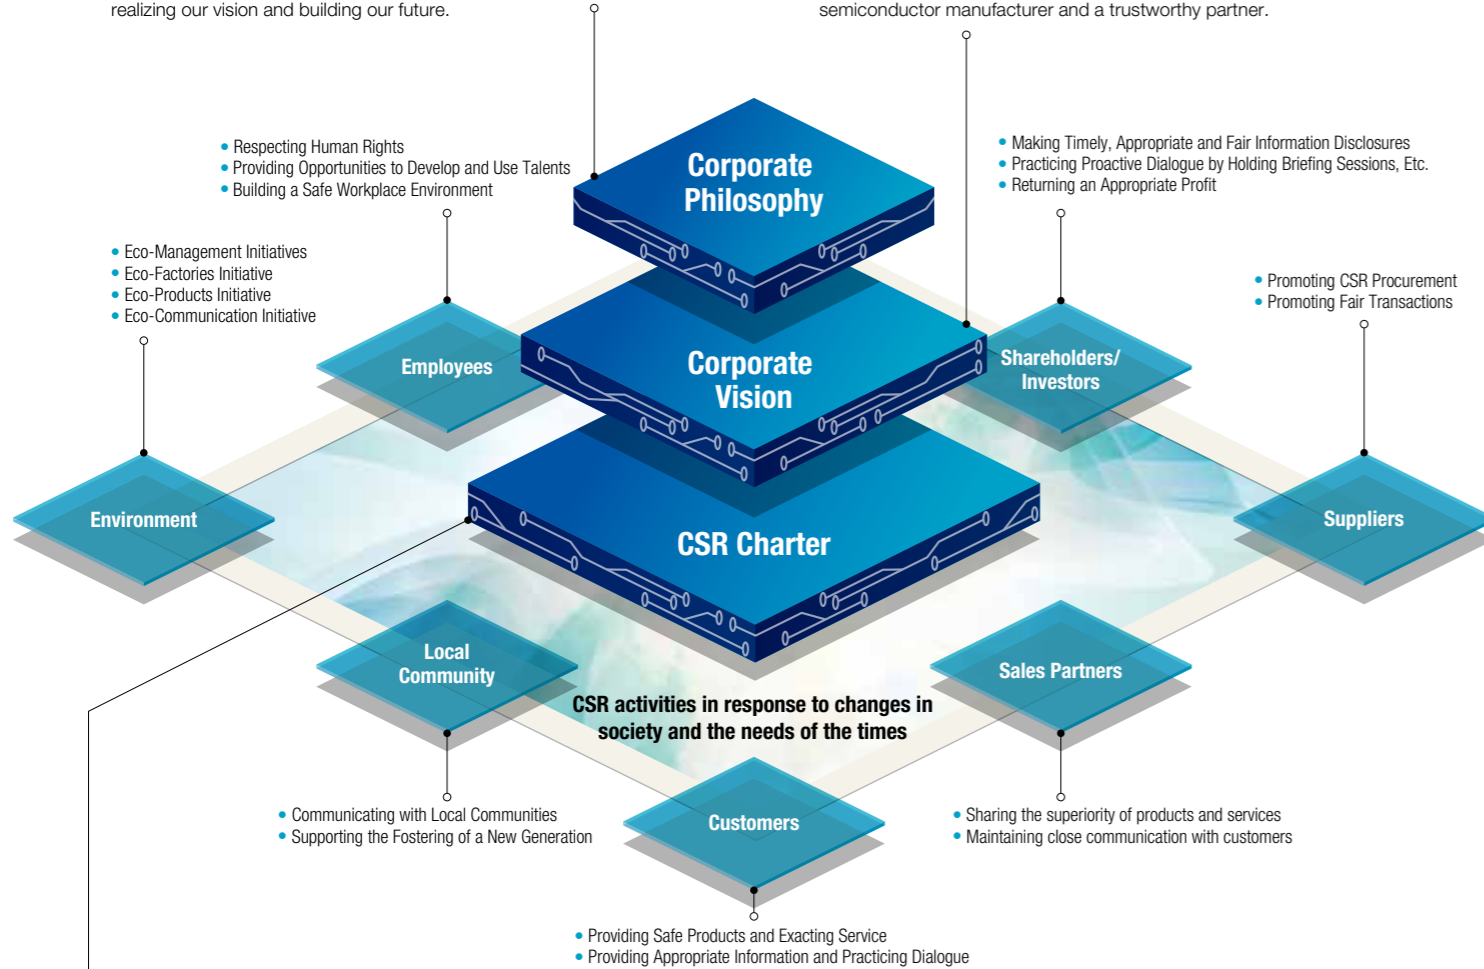 realizing our vision and building our future.
semiconductor manufacturer and a trustworthy partner.
• Respecting Human Rights
• Providing Opportunities to Develop and Use Talents
• Building a Safe Workplace Environment
• Making Timely, Appropriate and Fair Information Disclosures
• Practicing Proactive Dialogue by Holding Briefing Sessions, Etc.
• Returning an Appropriate Profit
Corporate
Philosophy
• Eco-Management Initiatives
• Eco-Factories Initiative
• Eco-Products Initiative
• Eco-Communication Initiative
• Promoting CSR Procurement
• Promoting Fair Transactions
Employees
Corporate
Vision
Shareholders/
Investors
Environment
CSR Charter
Suppliers
Local
Community
Sales Partners
CSR activities in response to changes in
society and the needs of the times
• Communicating with Local Communities
• Supporting the Fostering of a New Generation
Customers
• Sharing the superiority of products and services
• Maintaining close communication with customers
• Providing Safe Products and Exacting Service
• Providing Appropriate Information and Practicing Dialogue